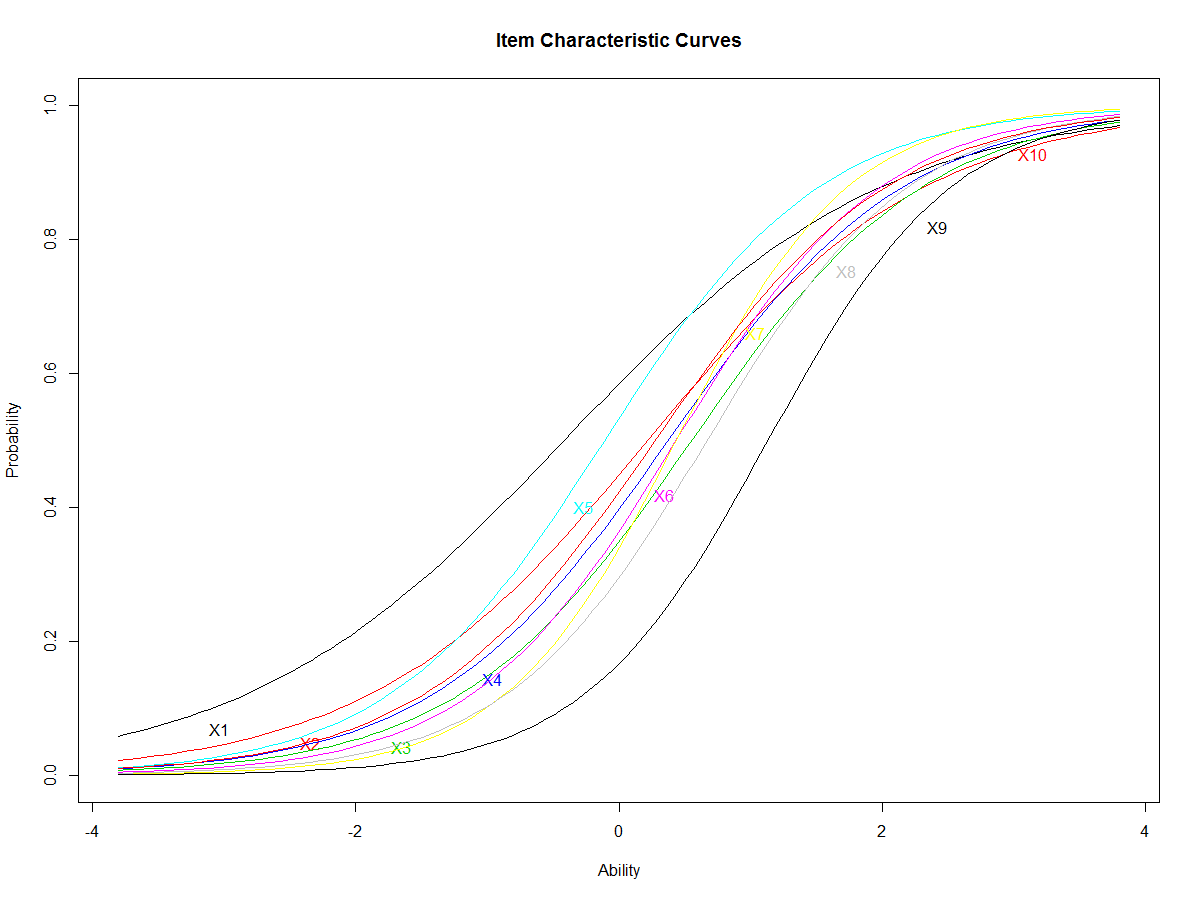 Item Characteristic Curves
Probability
1.0
0.8
0.6
0.4
0.2
0.0
X10
X9
X8
X7
X6
X5
X4
X3
X2
X1
-4 -2 0 2 4
Ability